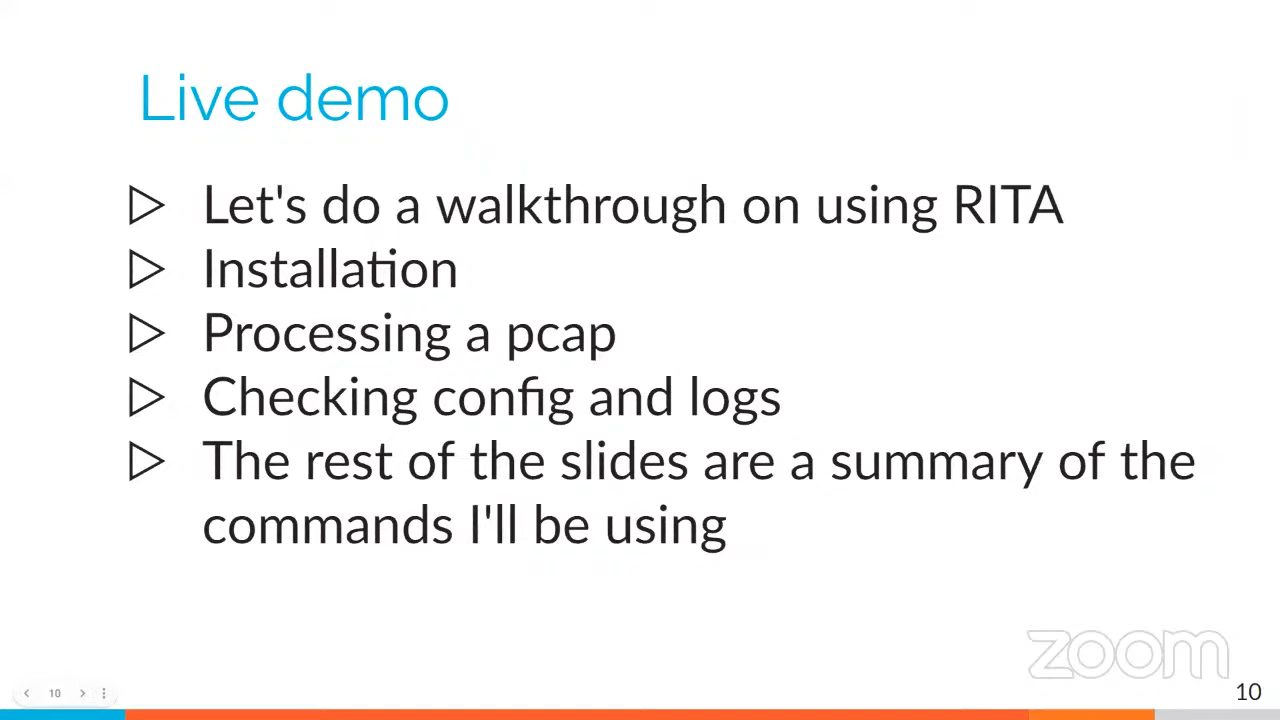 Live demo
Let's do a walkthrough on using RITA
Installation
Processing a pcap
Checking config and logs
The rest of the slides are a summary of the
commands I'll be using
zoom
10
10